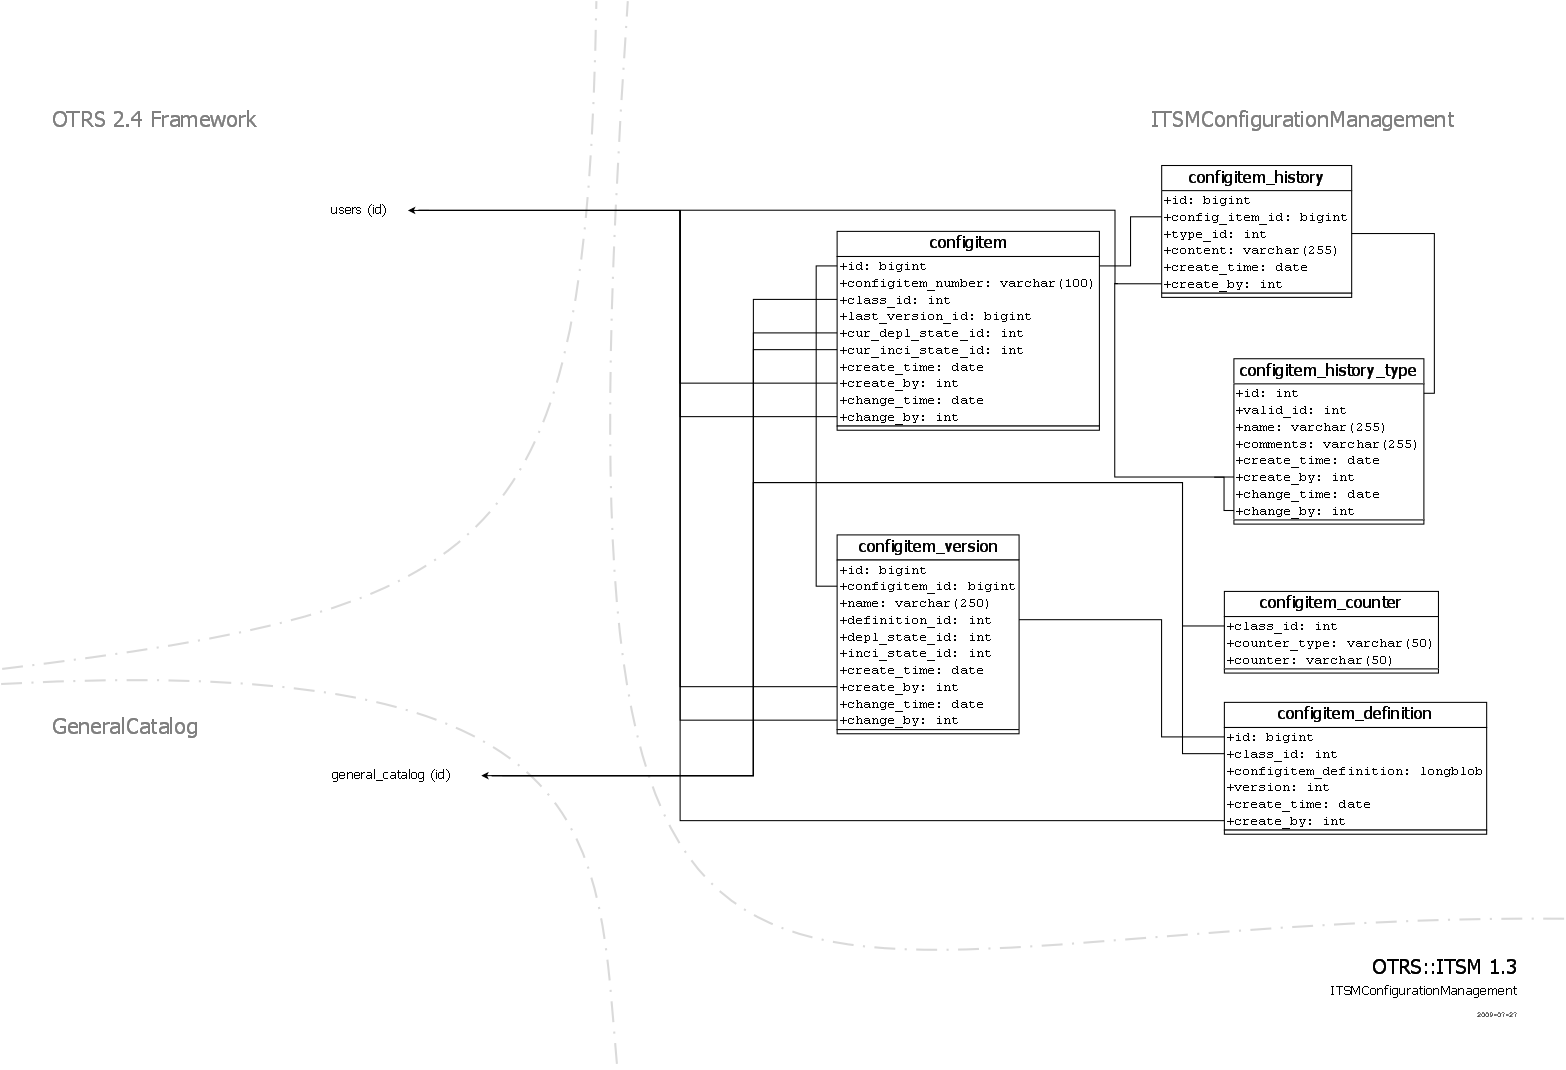 OTRS 2.4 Framework
ITSMConfigurationManagement
users (id)
configitem_history
+id: bigint
+config_item_id: bigint
+type_id: int
+content: varchar(255)
+create_time: date
+create_by: int
configitem
+id: bigint
+configitem_number: varchar(100)
+class_id: int
+last_version_id: bigint
+cur_depl_state_id: int
+cur_inci_state_id: int
+create_time: date
+create_by: int
+change_time: date
+change_by: int
configitem_history_type
+id: int
+valid_id: int
+name: varchar(255)
+comments: varchar(255)
+create_time: date
+create_by: int
+change_time: date
+change_by: int
configitem_version
+id: bigint
+configitem_id: bigint
+name: varchar(250)
+definition_id: int
+depl_state_id: int
+inci_state_id: int
+create_time: date
+create_by: int
+change_time: date
+change_by: int
configitem_counter
+class_id: int
+counter_type: varchar(50)
+counter: varchar(50)
GeneralCatalog
general_catalog (id)
configitem_definition
+id: bigint
+class_id: int
+configitem_definition: longblob
+version: int
+create_time: date
+create_by: int
OTRS::ITSM 1.3
ITSMConfigurationManagement
2009-07-27